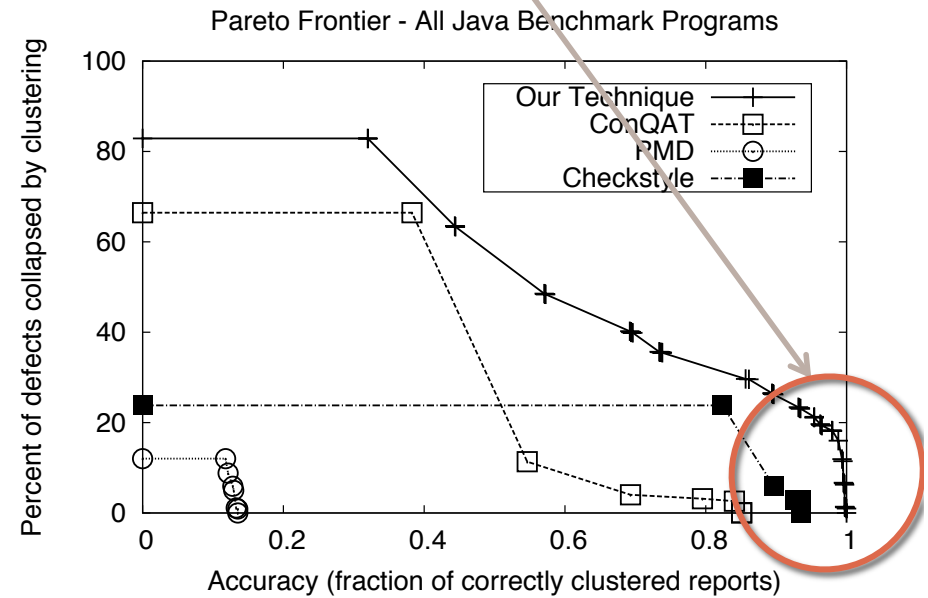 Pareto Frontier - All Java Benchmark Programs
Percent of defects collapsed by clustering
100
80
60
40
20
0
Our Technique
ConQAT
PMD
Checkstyle
0 0.2 0.4 0.6 0.8 1
Accuracy (fraction of correctly clustered reports)